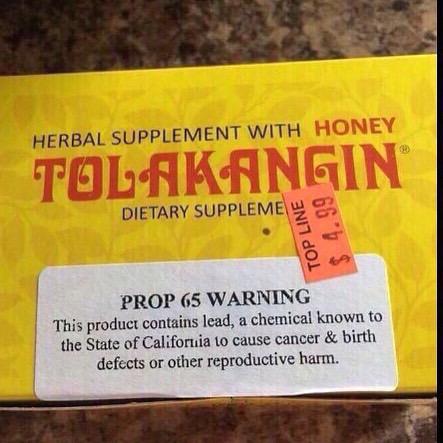 HERBAL SUPPLEMENT WITH HONEY
TOLAKANGIN®
DIETARY SUPPLEME
TOP LINE
$ 4.99
PROP 65 WARNING
This product contains lead, a chemical known to
the State of California to cause cancer & birth
defects or other reproductive harm.